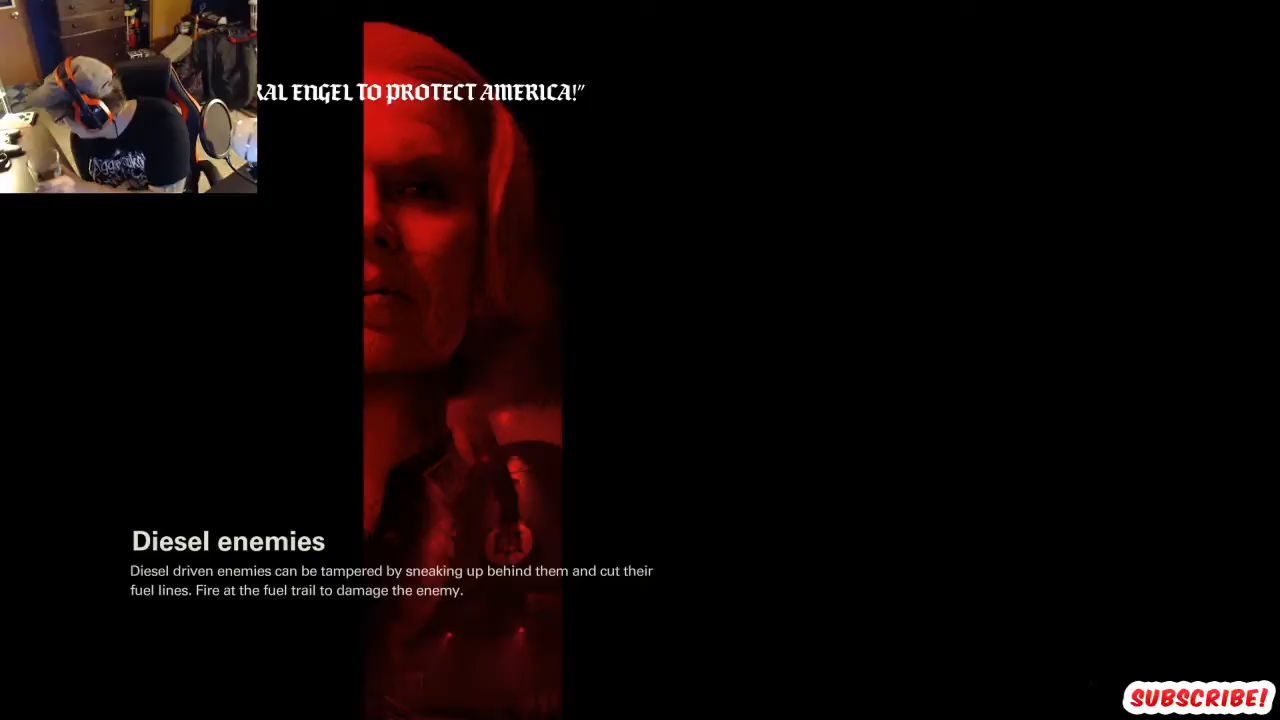 ENGEL TO PROTECT AMERICA!"
Diesel enemies
Diesel driven enemies can be tampered by sneaking up behind them and cut their
fuel lines. Fire at the fuel trail to damage the enemy.
SUBSCRIBE!